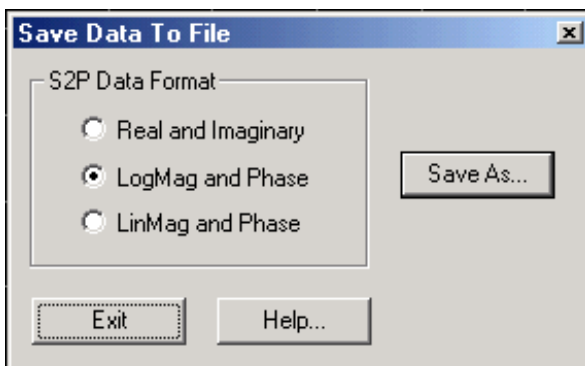 Save Data To File
S2P Data Format
Real and Imaginary
LogMag and Phase
Save As...
LinMag and Phase
Exit
Help...